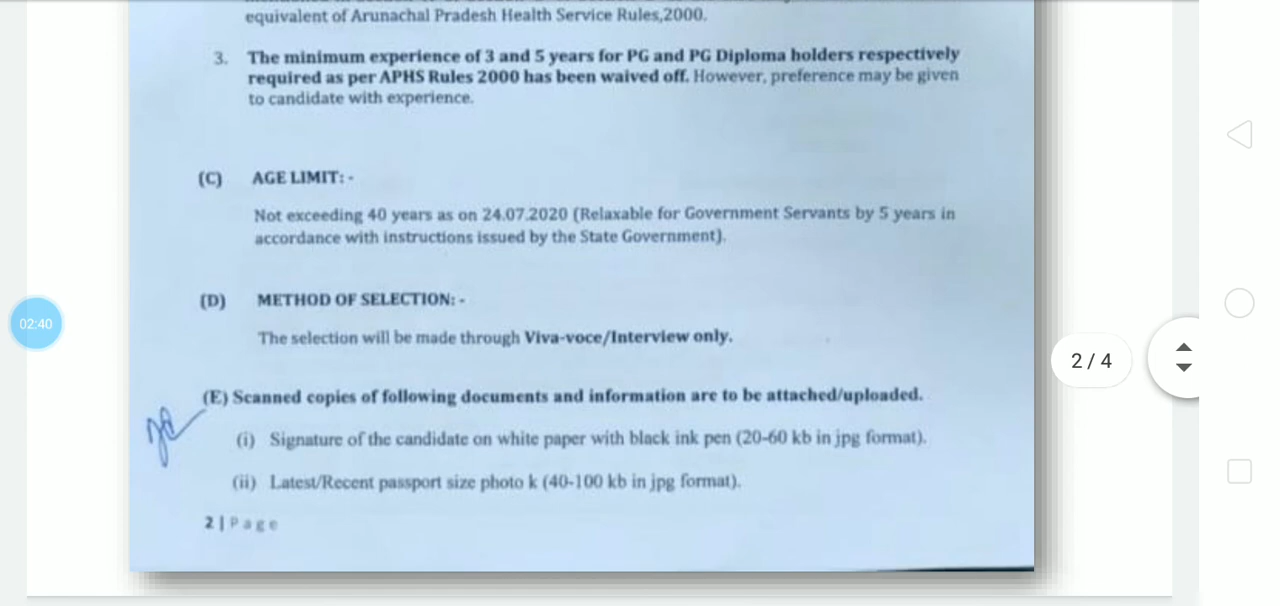 equivalent of Arunachal Pradesh Health Service Rules,2000.
3. The minimum experience of 3 and 5 years for PG and PG Diploma holders respectively
required as per APHS Rules 2000 has been waived off. However, preference may be given
to candidate with experience.
(C) AGE LIMIT: -
Not exceeding 40 years as on 24.07.2020 (Relaxable for Government Servants by 5 years in
accordance with instructions issued by the State Government).
(D) METHOD OF SELECTION: -
The selection will be made through Viva-voce/Interview only.
02:40
2 / 4
(E) Scanned copies of following documents and information are to be attached/uploaded.
(i) Signature of the candidate on white paper with black ink pen (20-60 kb in jpg format).
(ii) Latest/Recent passport size photo k (40-100 kb in jpg format).
2 | P a g e